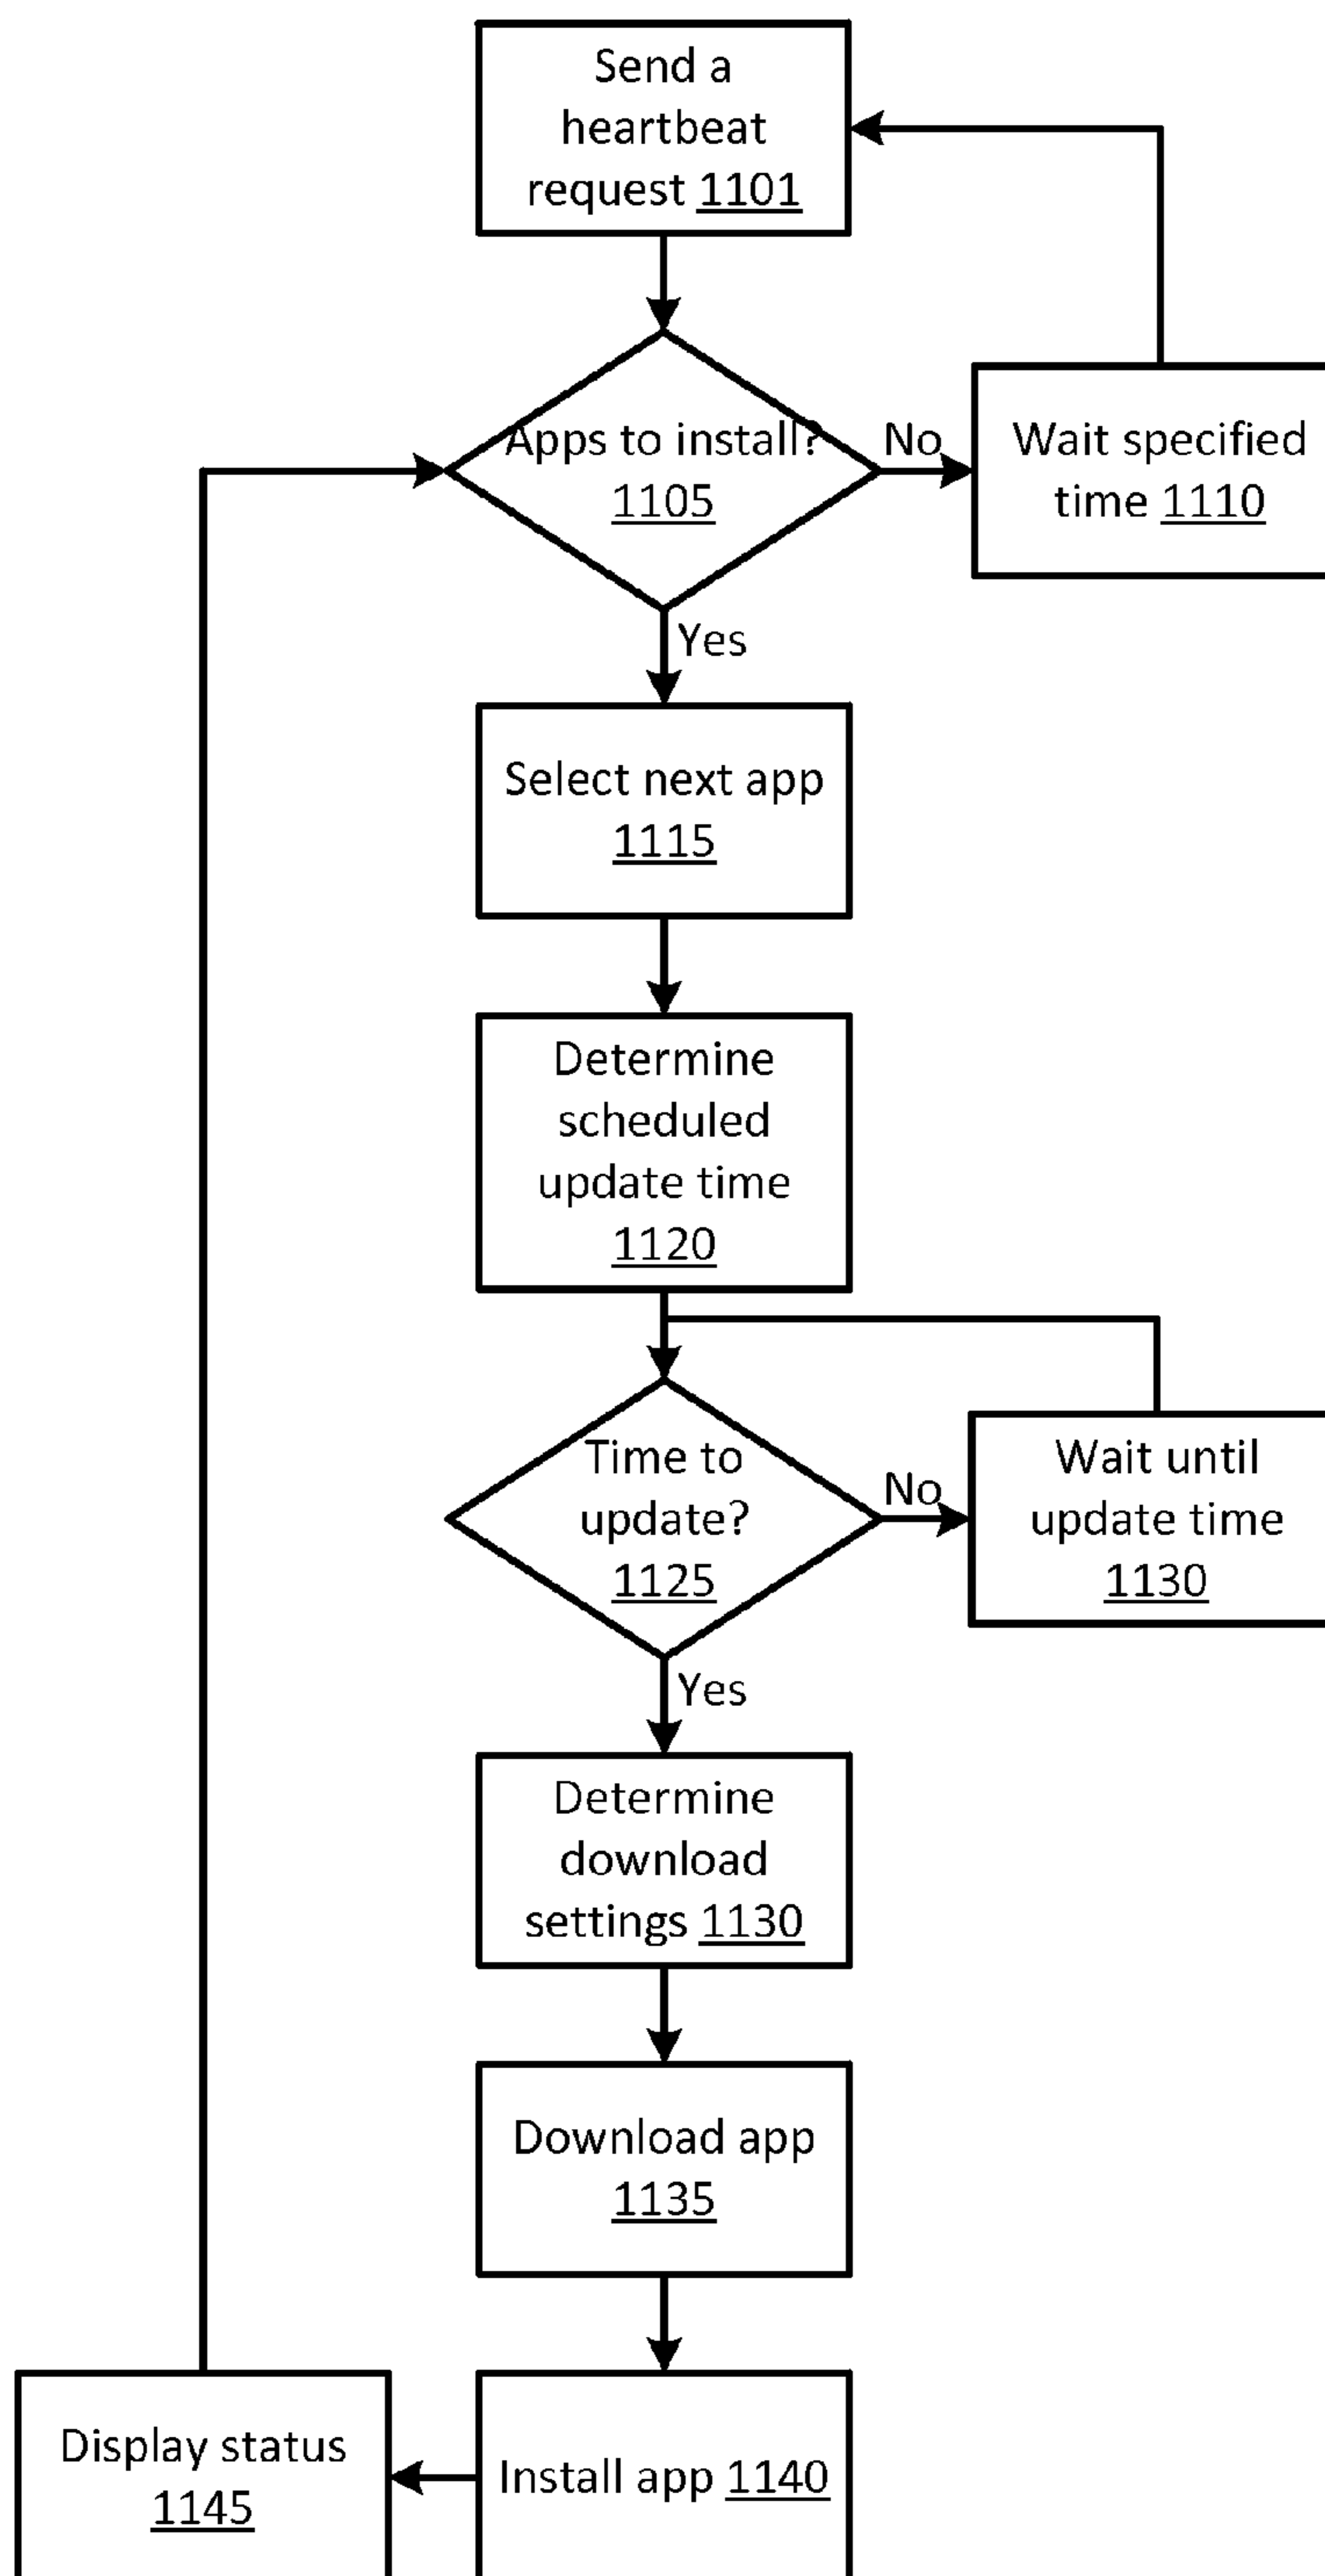 Send a
heartbeat
request 1101
Apps to install?
1105
No
Wait specified
time 1110
Yes
Select next app
1115
Determine
scheduled
update time
1120
Time to
update?
1125
No
Wait until
update time
1130
Yes
Determine
download
settings 1130
Download app
1135
Install app 1140
Display status
1145